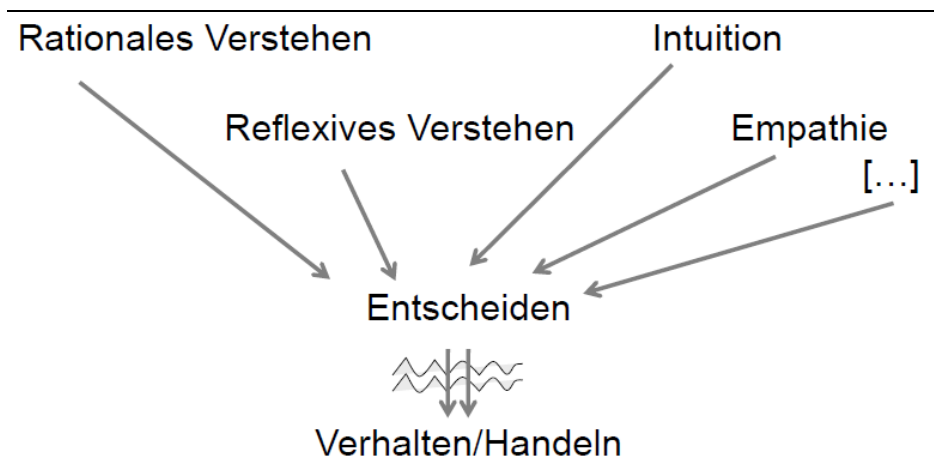 Rationales Verstehen
Intuition
Reflexives Verstehen
Empathie
[...]
Entscheiden
Verhalten/Handeln